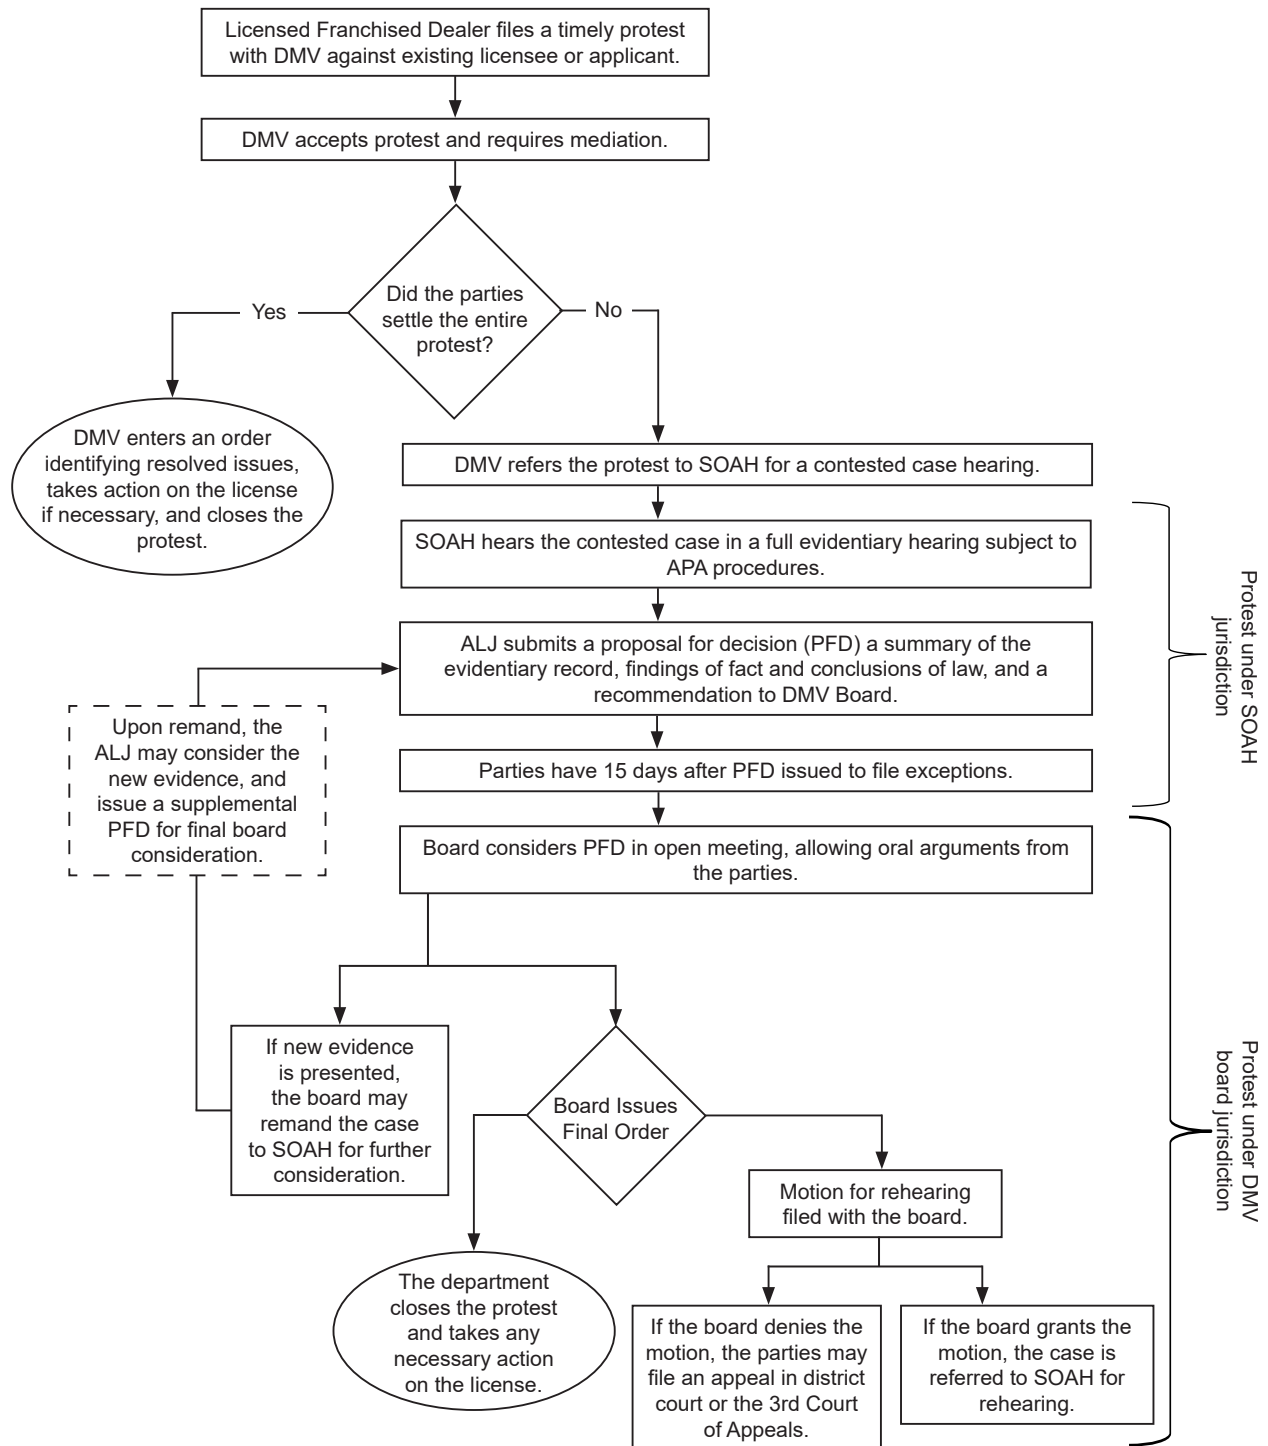 Licensed Franchised Dealer files a timely protest
with DMV against existing licensee or applicant.
DMV accepts protest and requires mediation.
Did the parties
settle the entire
protest?
Yes
No
DMV enters an order
identifying resolved issues,
takes action on the license
if necessary, and closes the
protest.
DMV refers the protest to SOAH for a contested case hearing.
SOAH hears the contested case in a full evidentiary hearing subject to
APA procedures.
ALJ submits a proposal for decision (PFD) a summary of the
evidentiary record, findings of fact and conclusions of law, and a
recommendation to DMV Board.
Parties have 15 days after PFD issued to file exceptions.
Protest under SOAH
jurisdiction
Upon remand, the
ALJ may consider the
new evidence, and
issue a supplemental
PFD for final board
consideration.
Board considers PFD in open meeting, allowing oral arguments from
the parties.
If new evidence
is presented,
the board may
remand the case
to SOAH for further
consideration.
Board Issues
Final Order
Protest under DMV
board jurisdiction
Motion for rehearing
filed with the board.
The department
closes the protest
and takes any
necessary action
on the license.
If the board denies the
motion, the parties may
file an appeal in district
court or the 3rd Court
of Appeals.
If the board grants the
motion, the case is
referred to SOAH for
rehearing.